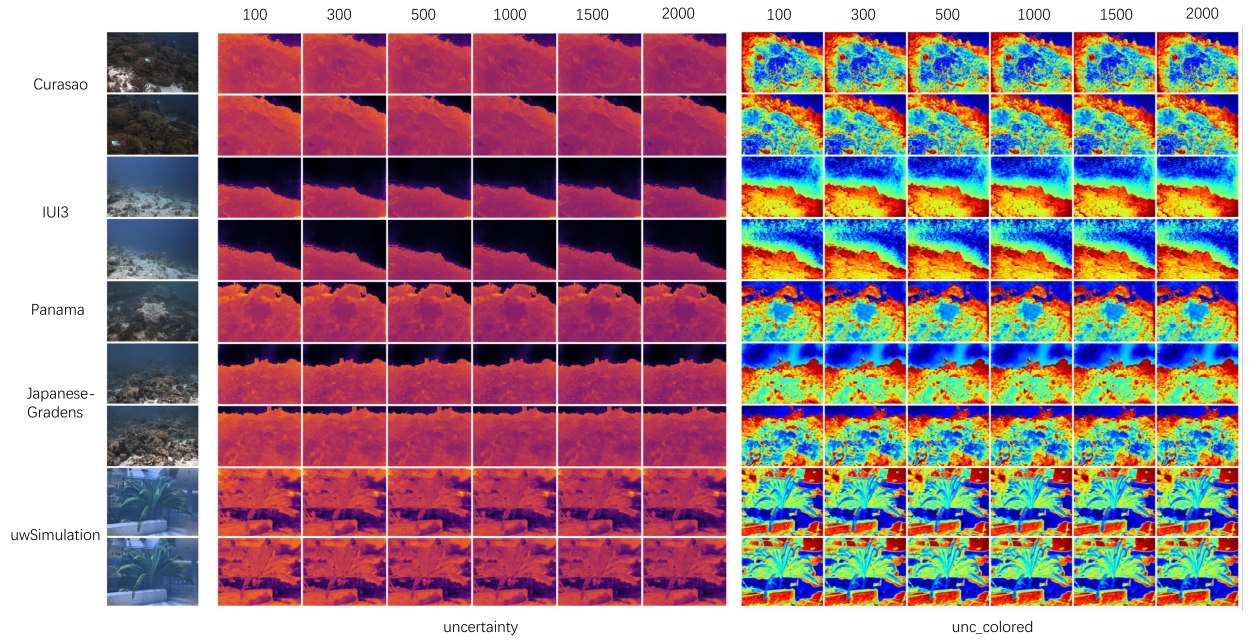 100 300 500 1000 1500 2000 100 300 500 1000 1500 2000
Curasao
IUI3
Panama
Japanese-
Gradens
uwSimulation
uncertainty unc_colored